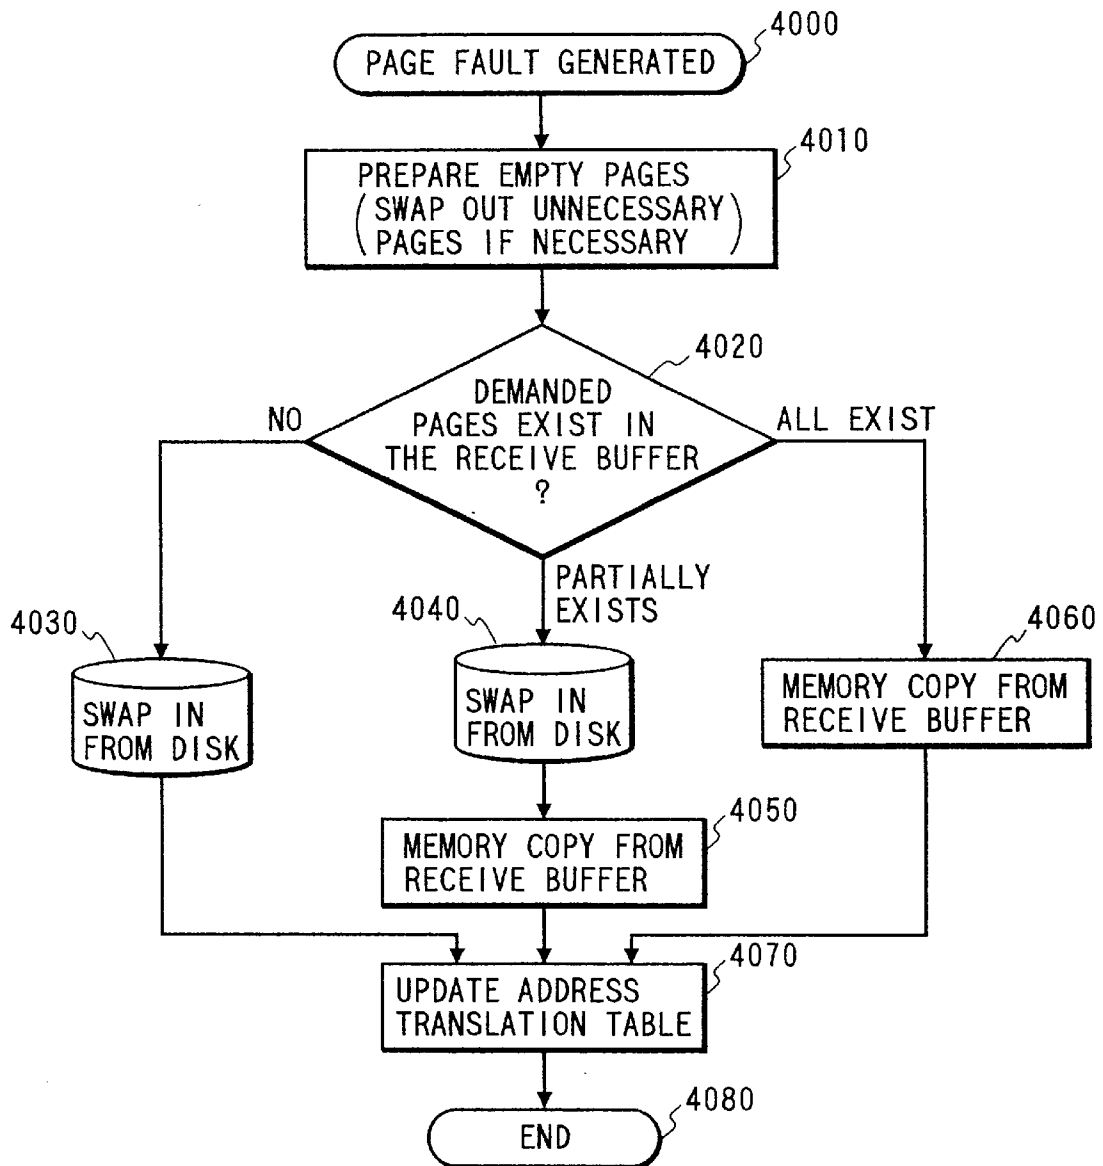 4000
PAGE FAULT GENERATED
4010
PREPARE EMPTY PAGES
(SWAP OUT UNNECESSARY
PAGES IF NECESSARY)
4020
DEMANDED
PAGES EXIST IN
THE RECEIVE BUFFER
?
NO
ALL EXIST
PARTIALLY
EXISTS
4030
SWAP IN
FROM DISK
4040
SWAP IN
FROM DISK
4060
MEMORY COPY FROM
RECEIVE BUFFER
4050
MEMORY COPY FROM
RECEIVE BUFFER
4070
UPDATE ADDRESS
TRANSLATION TABLE
4080
END